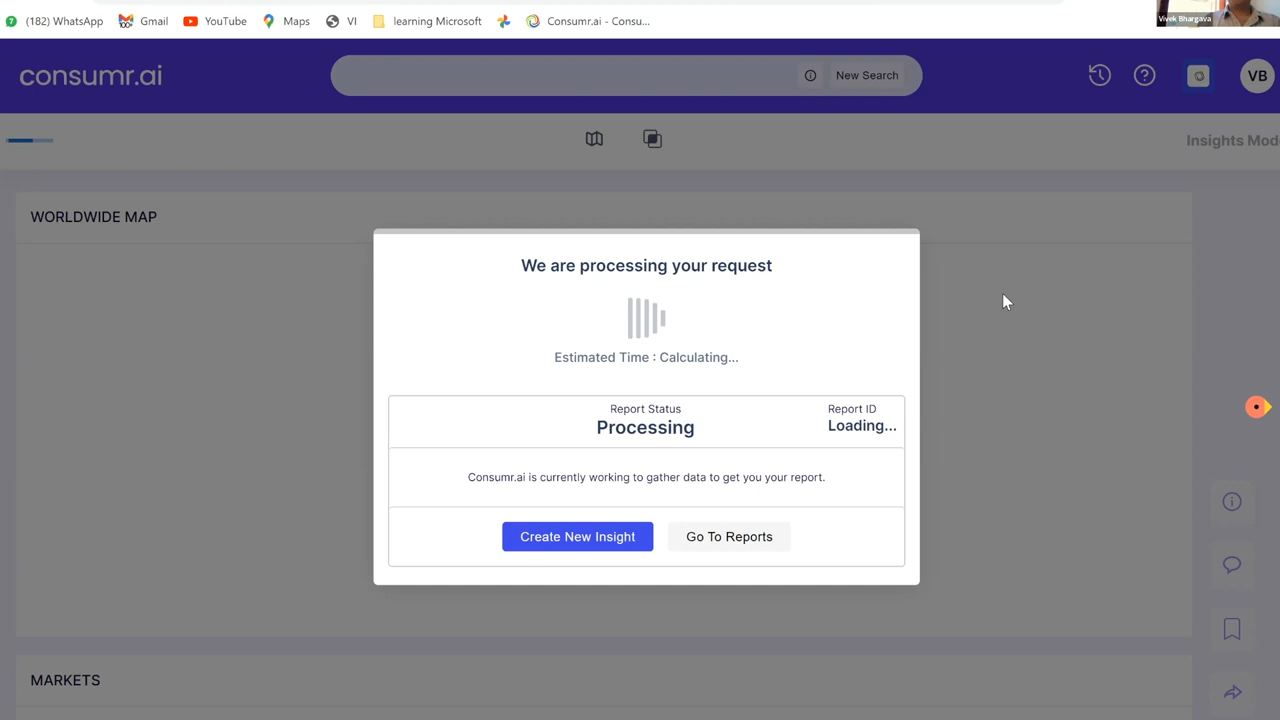 (182) WhatsApp Gmail YouTube Maps VI learning Microsoft Consumr.ai - Consu...
Vivek Bhargava
consumr.ai New Search VB
Insights Mod
WORLDWIDE MAP
We are processing your request
Estimated Time : Calculating...
Report Status Report ID
Processing Loading...
Consumr.ai is currently working to gather data to get you your report.
Create New Insight Go To Reports
MARKETS